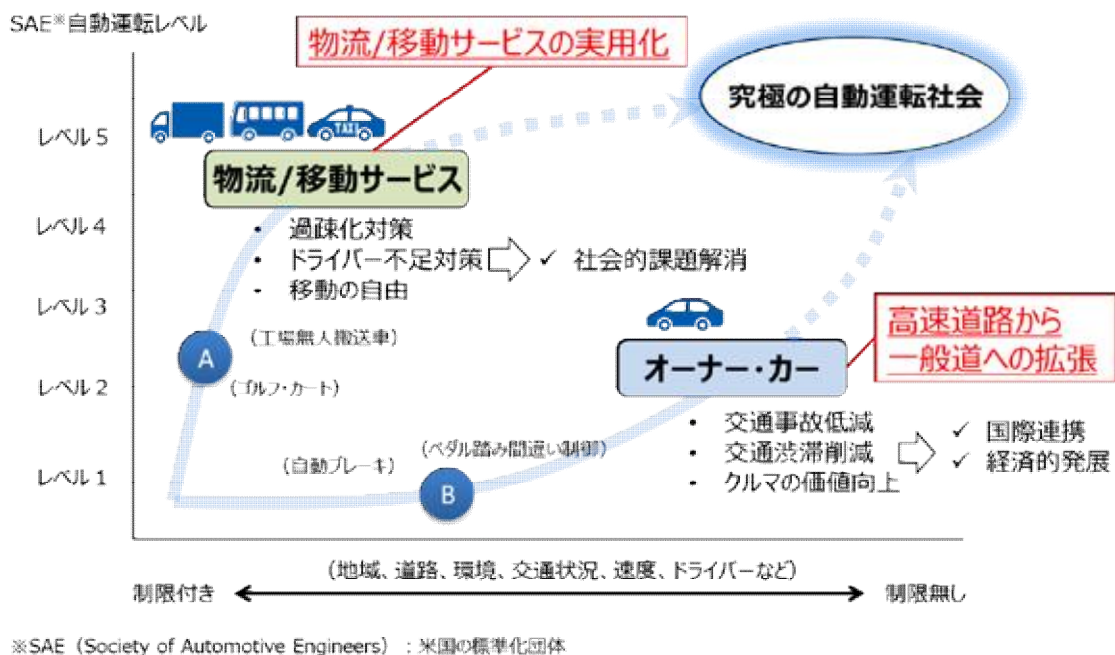 SAE※自動運転レベル
物流/移動サービスの実用化
究極の自動運転社会
レベル5
TAXI
物流/移動サービス
レベル4
• 過疎化対策
• ドライバー不足対策
• 移動の自由
✓ 社会的課題解消
レベル3
高速道路から
一般道への拡張
A
(工場無人搬送車)
オーナー・カー
レベル2
(ゴルフ・カート)
• 交通事故低減
• 交通渋滞削減
• クルマの価値向上
✓ 国際連携
✓ 経済的発展
(ペダル踏み間違い制御)
(自動ブレーキ)
レベル1
B
(地域、道路、環境、交通状況、速度、ドライバーなど)
制限付き
制限無し
※SAE (Society of Automotive Engineers) : 米国の標準化団体